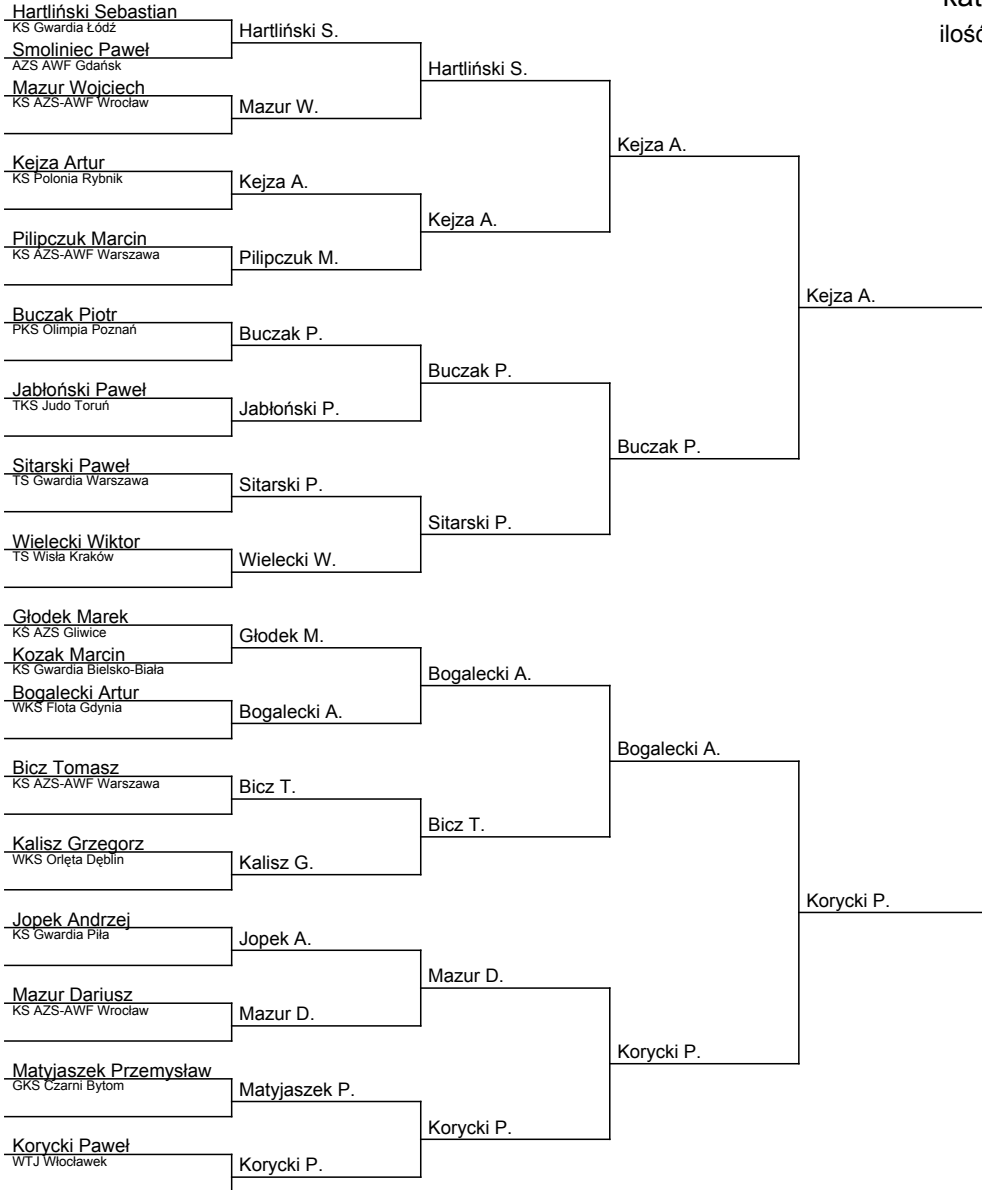 Hartliński Sebastian
KS Gwardia Łódź
Smoliniec Paweł
AZS AWF Gdańsk
Mazur Wojciech
KS AZS-AWF Wrocław
Kejza Artur
KS Polonia Rybnik
Pilipczuk Marcin
KS AZS-AWF Warszawa
Buczak Piotr
PKS Olimpia Poznań
Jabłoński Paweł
TKS Judo Toruń
Sitarski Paweł
TS Gwardia Warszawa
Wielecki Wiktor
TS Wisła Kraków
Głodek Marek
KS AZS Gliwice
Kozak Marcin
KS Gwardia Bielsko-Biała
Bogalecki Artur
WKS Flota Gdynia
Bicz Tomasz
KS AZS-AWF Warszawa
Kalisz Grzegorz
WKS Orlęta Dęblin
Jopek Andrzej
KS Gwardia Piła
Mazur Dariusz
KS AZS-AWF Wrocław
Matyjaszek Przemysław
GKS Czarni Bytom
Korycki Paweł
WTJ Włocławek
Hartliński S.
Mazur W.
Kejza A.
Pilipczuk M.
Buczak P.
Jabłoński P.
Sitarski P.
Wielecki W.
Głodek M.
Bogalecki A.
Bicz T.
Kalisz G.
Jopek A.
Mazur D.
Matyjaszek P.
Korycki P.
Hartliński S.
Kejza A.
Buczak P.
Sitarski P.
Bogalecki A.
Bicz T.
Mazur D.
Korycki P.
Kejza A.
Buczak P.
Bogalecki A.
Korycki P.
Kejza A.
Korycki P.